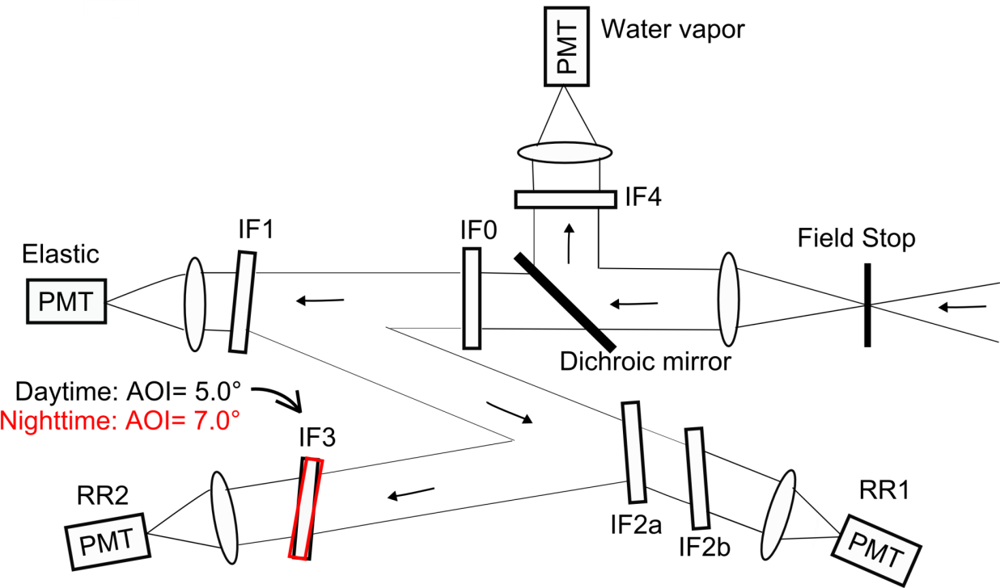 PMT
Water vapor
IF4
IF1
IF0
Field Stop
Elastic
PMT
Dichroic mirror
Daytime: AOI= 5.0°
Nighttime: AOI= 7.0°
IF3
RR2
PMT
IF2a
IF2b
RR1
PMT